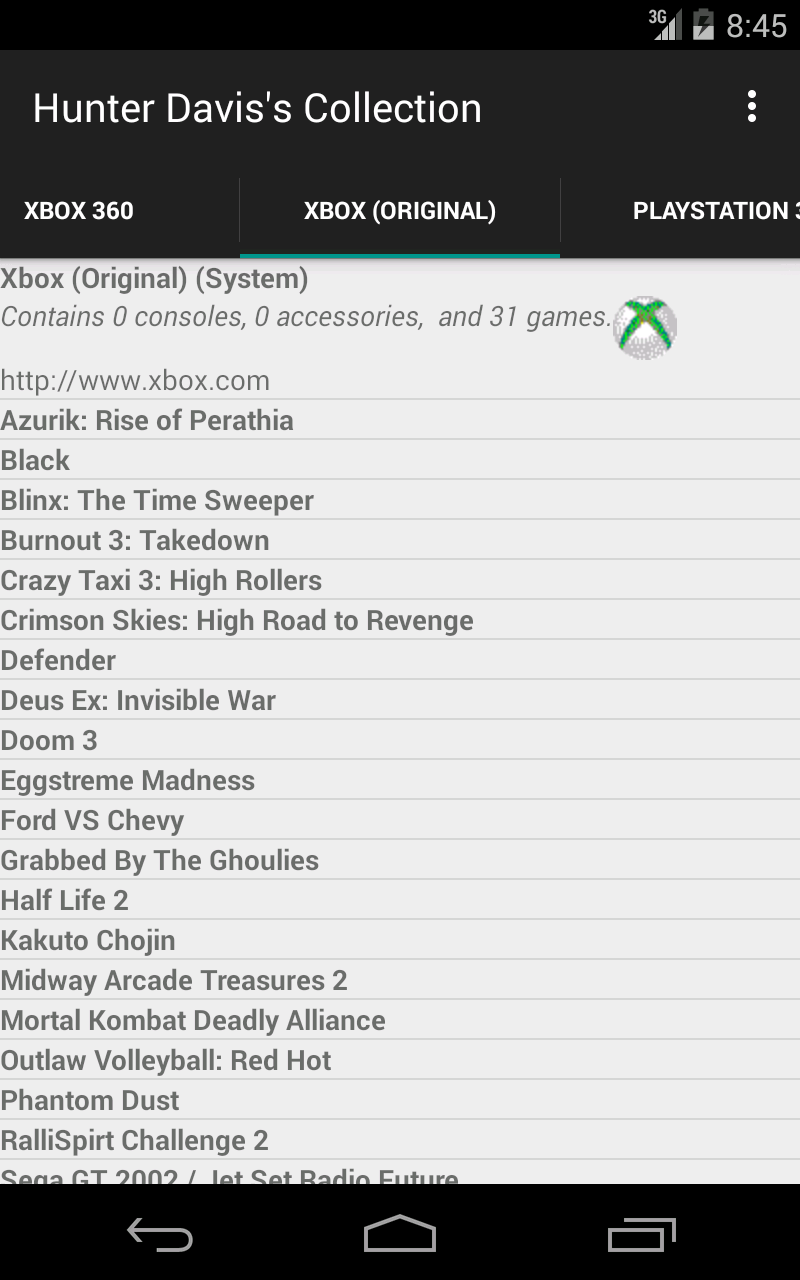 3G 8:45
Hunter Davis's Collection
XBOX 360 XBOX (ORIGINAL) PLAYSTATION 3
Xbox (Original) (System)
Contains 0 consoles, 0 accessories,  and 31 games.
http://www.xbox.com
Azurik: Rise of Perathia
Black
Blinx: The Time Sweeper
Burnout 3: Takedown
Crazy Taxi 3: High Rollers
Crimson Skies: High Road to Revenge
Defender
Deus Ex: Invisible War
Doom 3
Eggstreme Madness
Ford VS Chevy
Grabbed By The Ghoulies
Half Life 2
Kakuto Chojin
Midway Arcade Treasures 2
Mortal Kombat Deadly Alliance
Outlaw Volleyball: Red Hot
Phantom Dust
RalliSpirt Challenge 2
Sega GT 2002 / Jet Set Radio Future